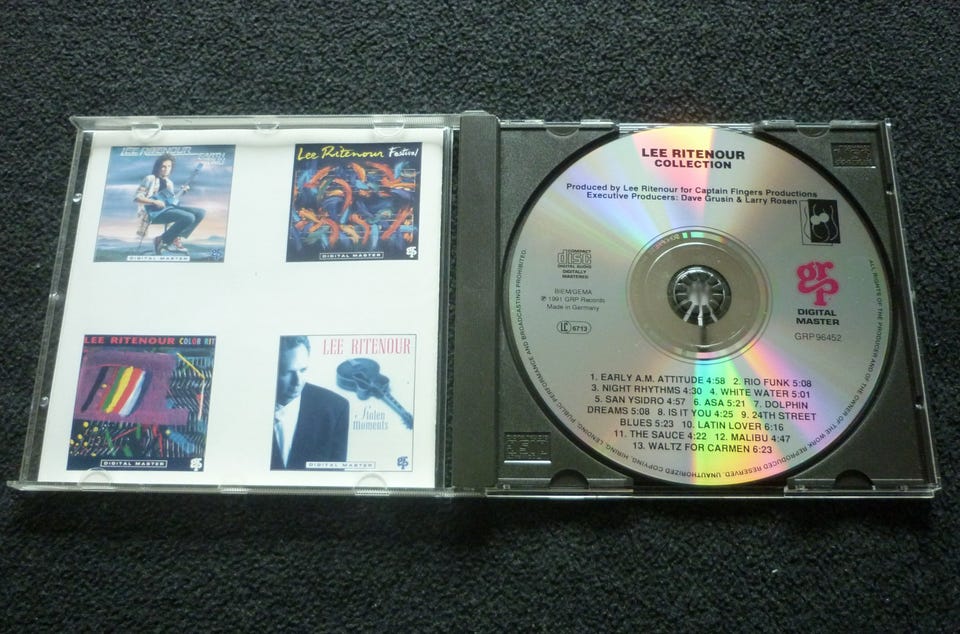 LEE RITENOUR
DIGITAL MASTER
Lee Ritenour Festival
DIGITAL MASTER
GRP
LEE RITENOUR COLOR RIT
DIGITAL MASTER
GRP
LEE RITENOUR
Stolen
Moments
DIGITAL MASTER
GRP
LEE RITENOUR
COLLECTION
Produced by Lee Ritenour for Captain Fingers Productions
Executive Producers: Dave Grusin & Larry Rosen
COMPACT
disc
DIGITAL AUDIO
DIGITALLY
MASTERED
BIEM/GEMA
℗ 1991 GRP Records
Made in Germany
LC 6713
grp
DIGITAL
MASTER
GRP 96452
1. EARLY A.M. ATTITUDE 4:58 2. RIO FUNK 5:08
3. NIGHT RHYTHMS 4:30 4. WHITE WATER 5:01
5. SAN YSIDRO 4:57 6. ASA 5:21 7. DOLPHIN
DREAMS 5:08 8. IS IT YOU 4:25 9. 24TH STREET
BLUES 5:23 10. LATIN LOVER 6:16
11. THE SAUCE 4:22 12. MALIBU 4:47
13. WALTZ FOR CARMEN 6:23
ALL RIGHTS OF THE PRODUCER AND OF THE OWNER OF THE WORK REPRODUCED RESERVED. UNAUTHORIZED COPYING, HIRING, LENDING, PUBLIC PERFORMANCE AND BROADCASTING PROHIBITED.